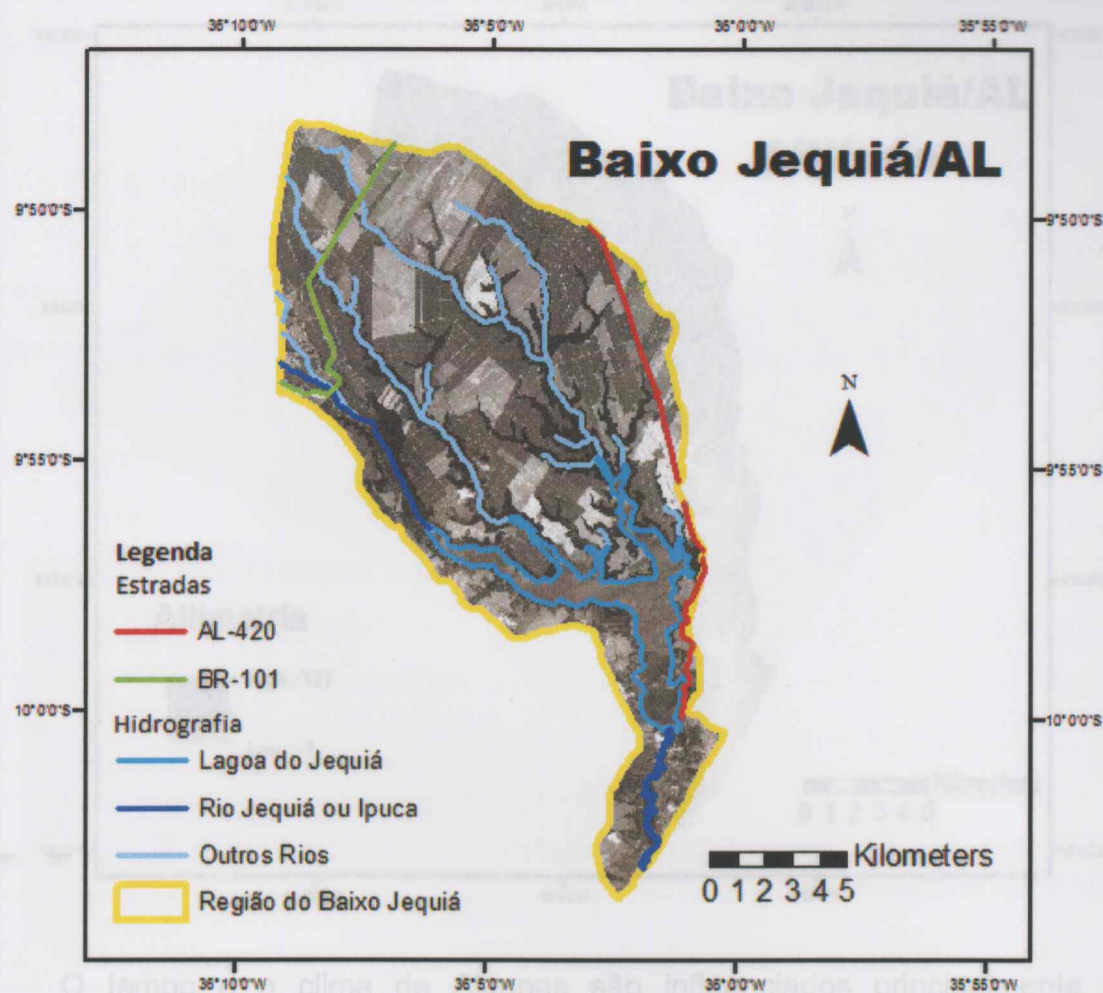 36°10'0"W 36°5'0"W 36°0'0"W 35°55'0"W
Baixo Jequiá/AL
9°50'0"S 9°50'0"S
N
9°55'0"S 9°55'0"S
Legenda
Estradas
AL-420
BR-101
10°0'0"S 10°0'0"S
Hidrografia
Lagoa do Jequiá
Rio Jequiá ou Ipuca
Outros Rios
Região do Baixo Jequiá
Kilometers
0 1 2 3 4 5
36°10'0"W 36°5'0"W 36°0'0"W 35°55'0"W